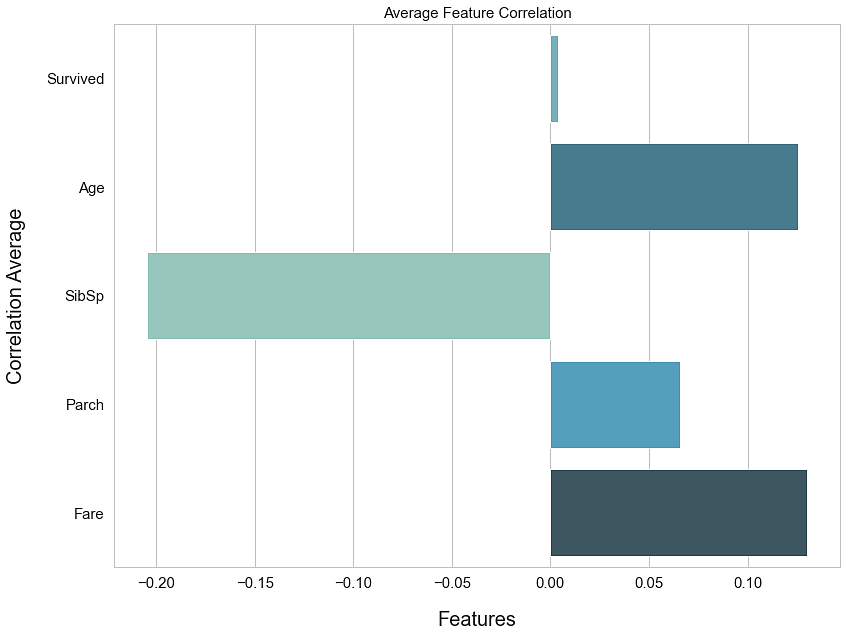 Average Feature Correlation
Survived
Age
SibSp
Parch
Fare
Correlation Average
−0.20 −0.15 −0.10 −0.05 0.00 0.05 0.10
Features